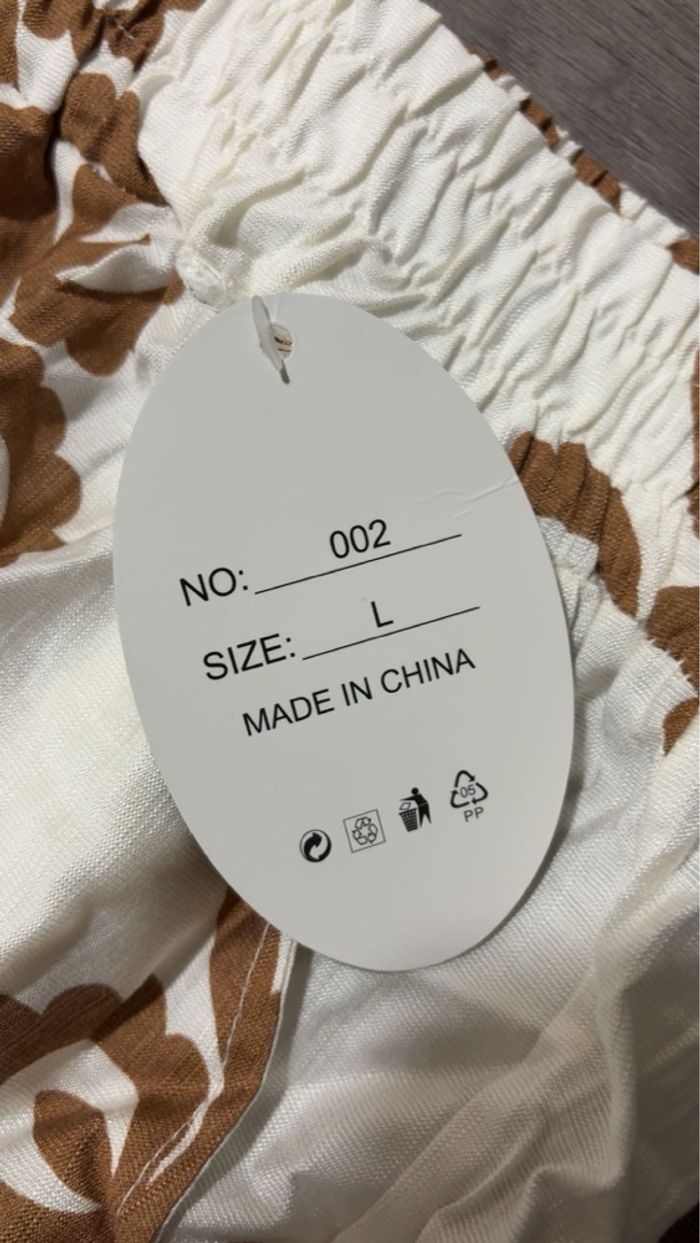 NO: 002
SIZE: L
MADE IN CHINA
05
PP